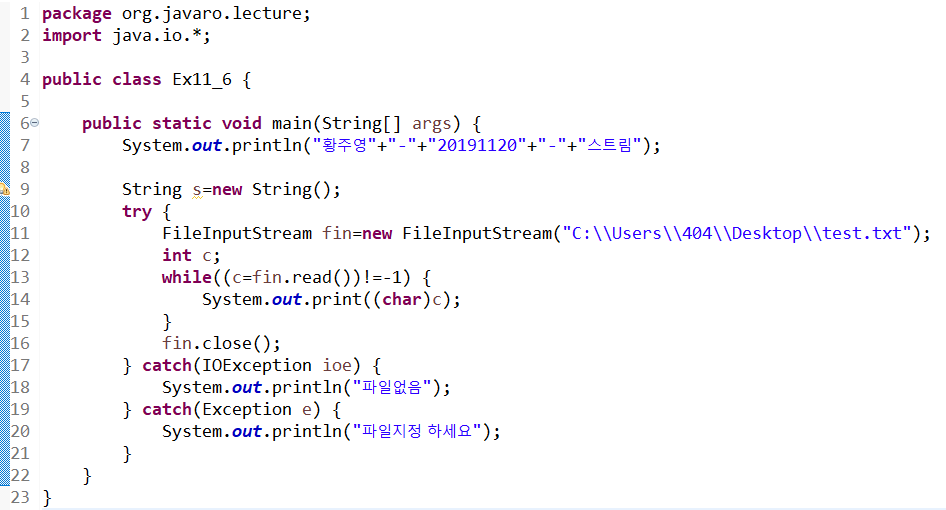 1 package org.javaro.lecture;
2 import java.io.*;
3
4 public class Ex11_6 {
5
6 public static void main(String[] args) {
7 System.out.println("황주영"+"-"+"20191120"+"-"+"스트림");
8
9 String s=new String();
10 try {
11 FileInputStream fin=new FileInputStream("C:\\Users\\404\\Desktop\\test.txt");
12 int c;
13 while((c=fin.read())!=-1) {
14 System.out.print((char)c);
15 }
16 fin.close();
17 } catch(IOException ioe) {
18 System.out.println("파일없음");
19 } catch(Exception e) {
20 System.out.println("파일지정 하세요");
21 }
22 }
23 }